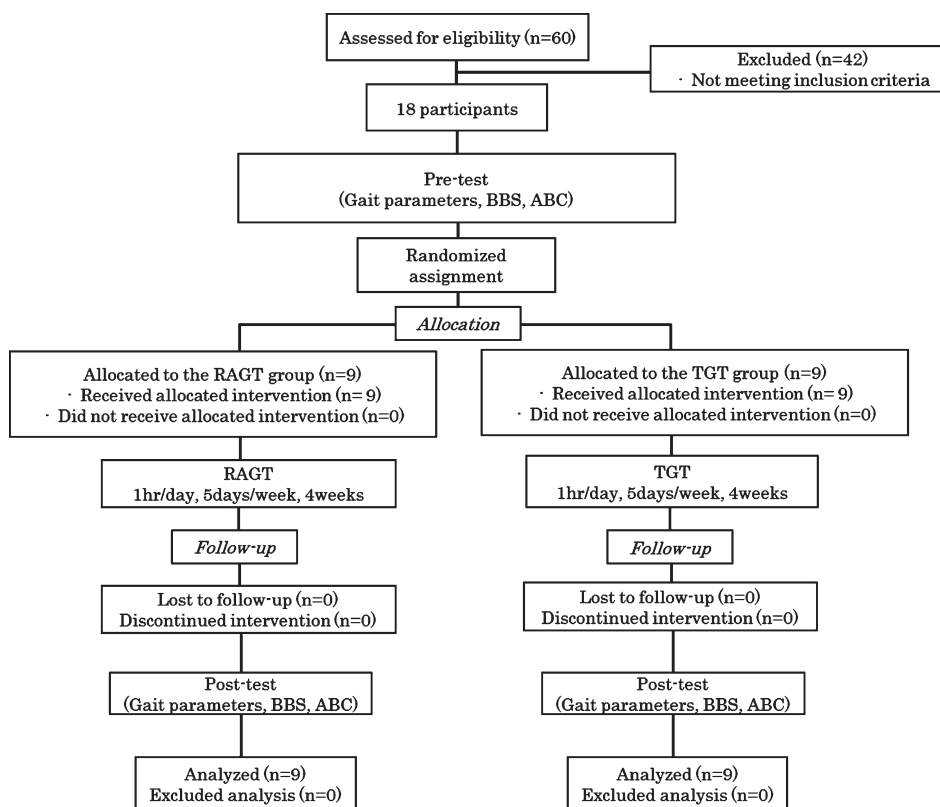 Assessed for eligibility (n=60)
Excluded (n=42)
· Not meeting inclusion criteria
18 participants
Pre-test
(Gait parameters, BBS, ABC)
Randomized
assignment
Allocation
Allocated to the RAGT group (n=9)
· Received allocated intervention (n= 9)
· Did not receive allocated intervention (n=0)
Allocated to the TGT group (n=9)
· Received allocated intervention (n= 9)
· Did not receive allocated intervention (n=0)
RAGT
1hr/day, 5days/week, 4weeks
TGT
1hr/day, 5days/week, 4weeks
Follow-up
Follow-up
Lost to follow-up (n=0)
Discontinued intervention (n=0)
Lost to follow-up (n=0)
Discontinued intervention (n=0)
Post-test
(Gait parameters, BBS, ABC)
Post-test
(Gait parameters, BBS, ABC)
Analyzed (n=9)
Excluded analysis (n=0)
Analyzed (n=9)
Excluded analysis (n=0)